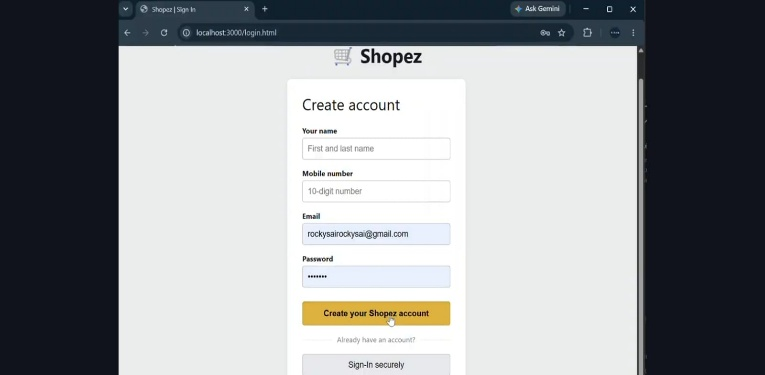 Shopez | Sign In
Ask Gemini
localhost:3000/login.html
Shopez
Create account
Your name
First and last name
Mobile number
10-digit number
Email
rockysairockysai@gmail.com
Password
•••••••
Create your Shopez account
Already have an account?
Sign-In securely